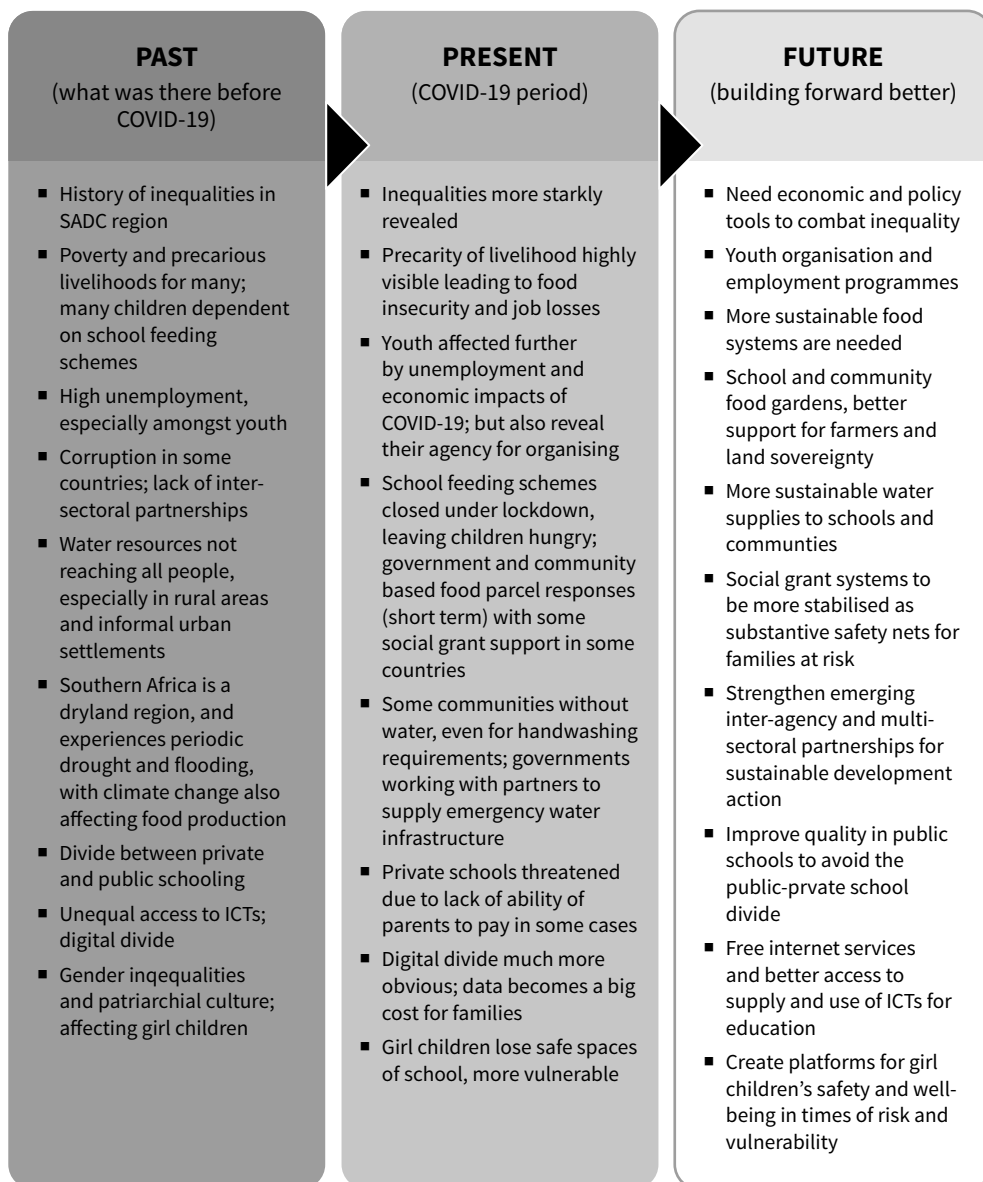 PAST
(what was there before
COVID-19)
■ History of inequalities in
SADC region
■ Poverty and precarious
livelihoods for many;
many children dependent
on school feeding
schemes
■ High unemployment,
especially amongst youth
■ Corruption in some
countries; lack of inter-
sectoral partnerships
■ Water resources not
reaching all people,
especially in rural areas
and informal urban
settlements
■ Southern Africa is a
dryland region, and
experiences periodic
drought and flooding,
with climate change also
affecting food production
■ Divide between private
and public schooling
■ Unequal access to ICTs;
digital divide
■ Gender inqequalities
and patriarchial culture;
affecting girl children
PRESENT
(COVID-19 period)
■ Inequalities more starkly
revealed
■ Precarity of livelihood highly
visible leading to food
insecurity and job losses
■ Youth affected further
by unemployment and
economic impacts of
COVID-19; but also reveal
their agency for organising
■ School feeding schemes
closed under lockdown,
leaving children hungry;
government and community
based food parcel responses
(short term) with some
social grant support in some
countries
■ Some communities without
water, even for handwashing
requirements; governments
working with partners to
supply emergency water
infrastructure
■ Private schools threatened
due to lack of ability of
parents to pay in some cases
■ Digital divide much more
obvious; data becomes a big
cost for families
■ Girl children lose safe spaces
of school, more vulnerable
FUTURE
(building forward better)
■ Need economic and policy
tools to combat inequality
■ Youth organisation and
employment programmes
■ More sustainable food
systems are needed
■ School and community
food gardens, better
support for farmers and
land sovereignty
■ More sustainable water
supplies to schools and
communties
■ Social grant systems to
be more stabilised as
substantive safety nets for
families at risk
■ Strengthen emerging
inter-agency and multi-
sectoral partnerships for
sustainable development
action
■ Improve quality in public
schools to avoid the
public-prvate school
divide
■ Free internet services
and better access to
supply and use of ICTs for
education
■ Create platforms for girl
children’s safety and well-
being in times of risk and
vulnerability